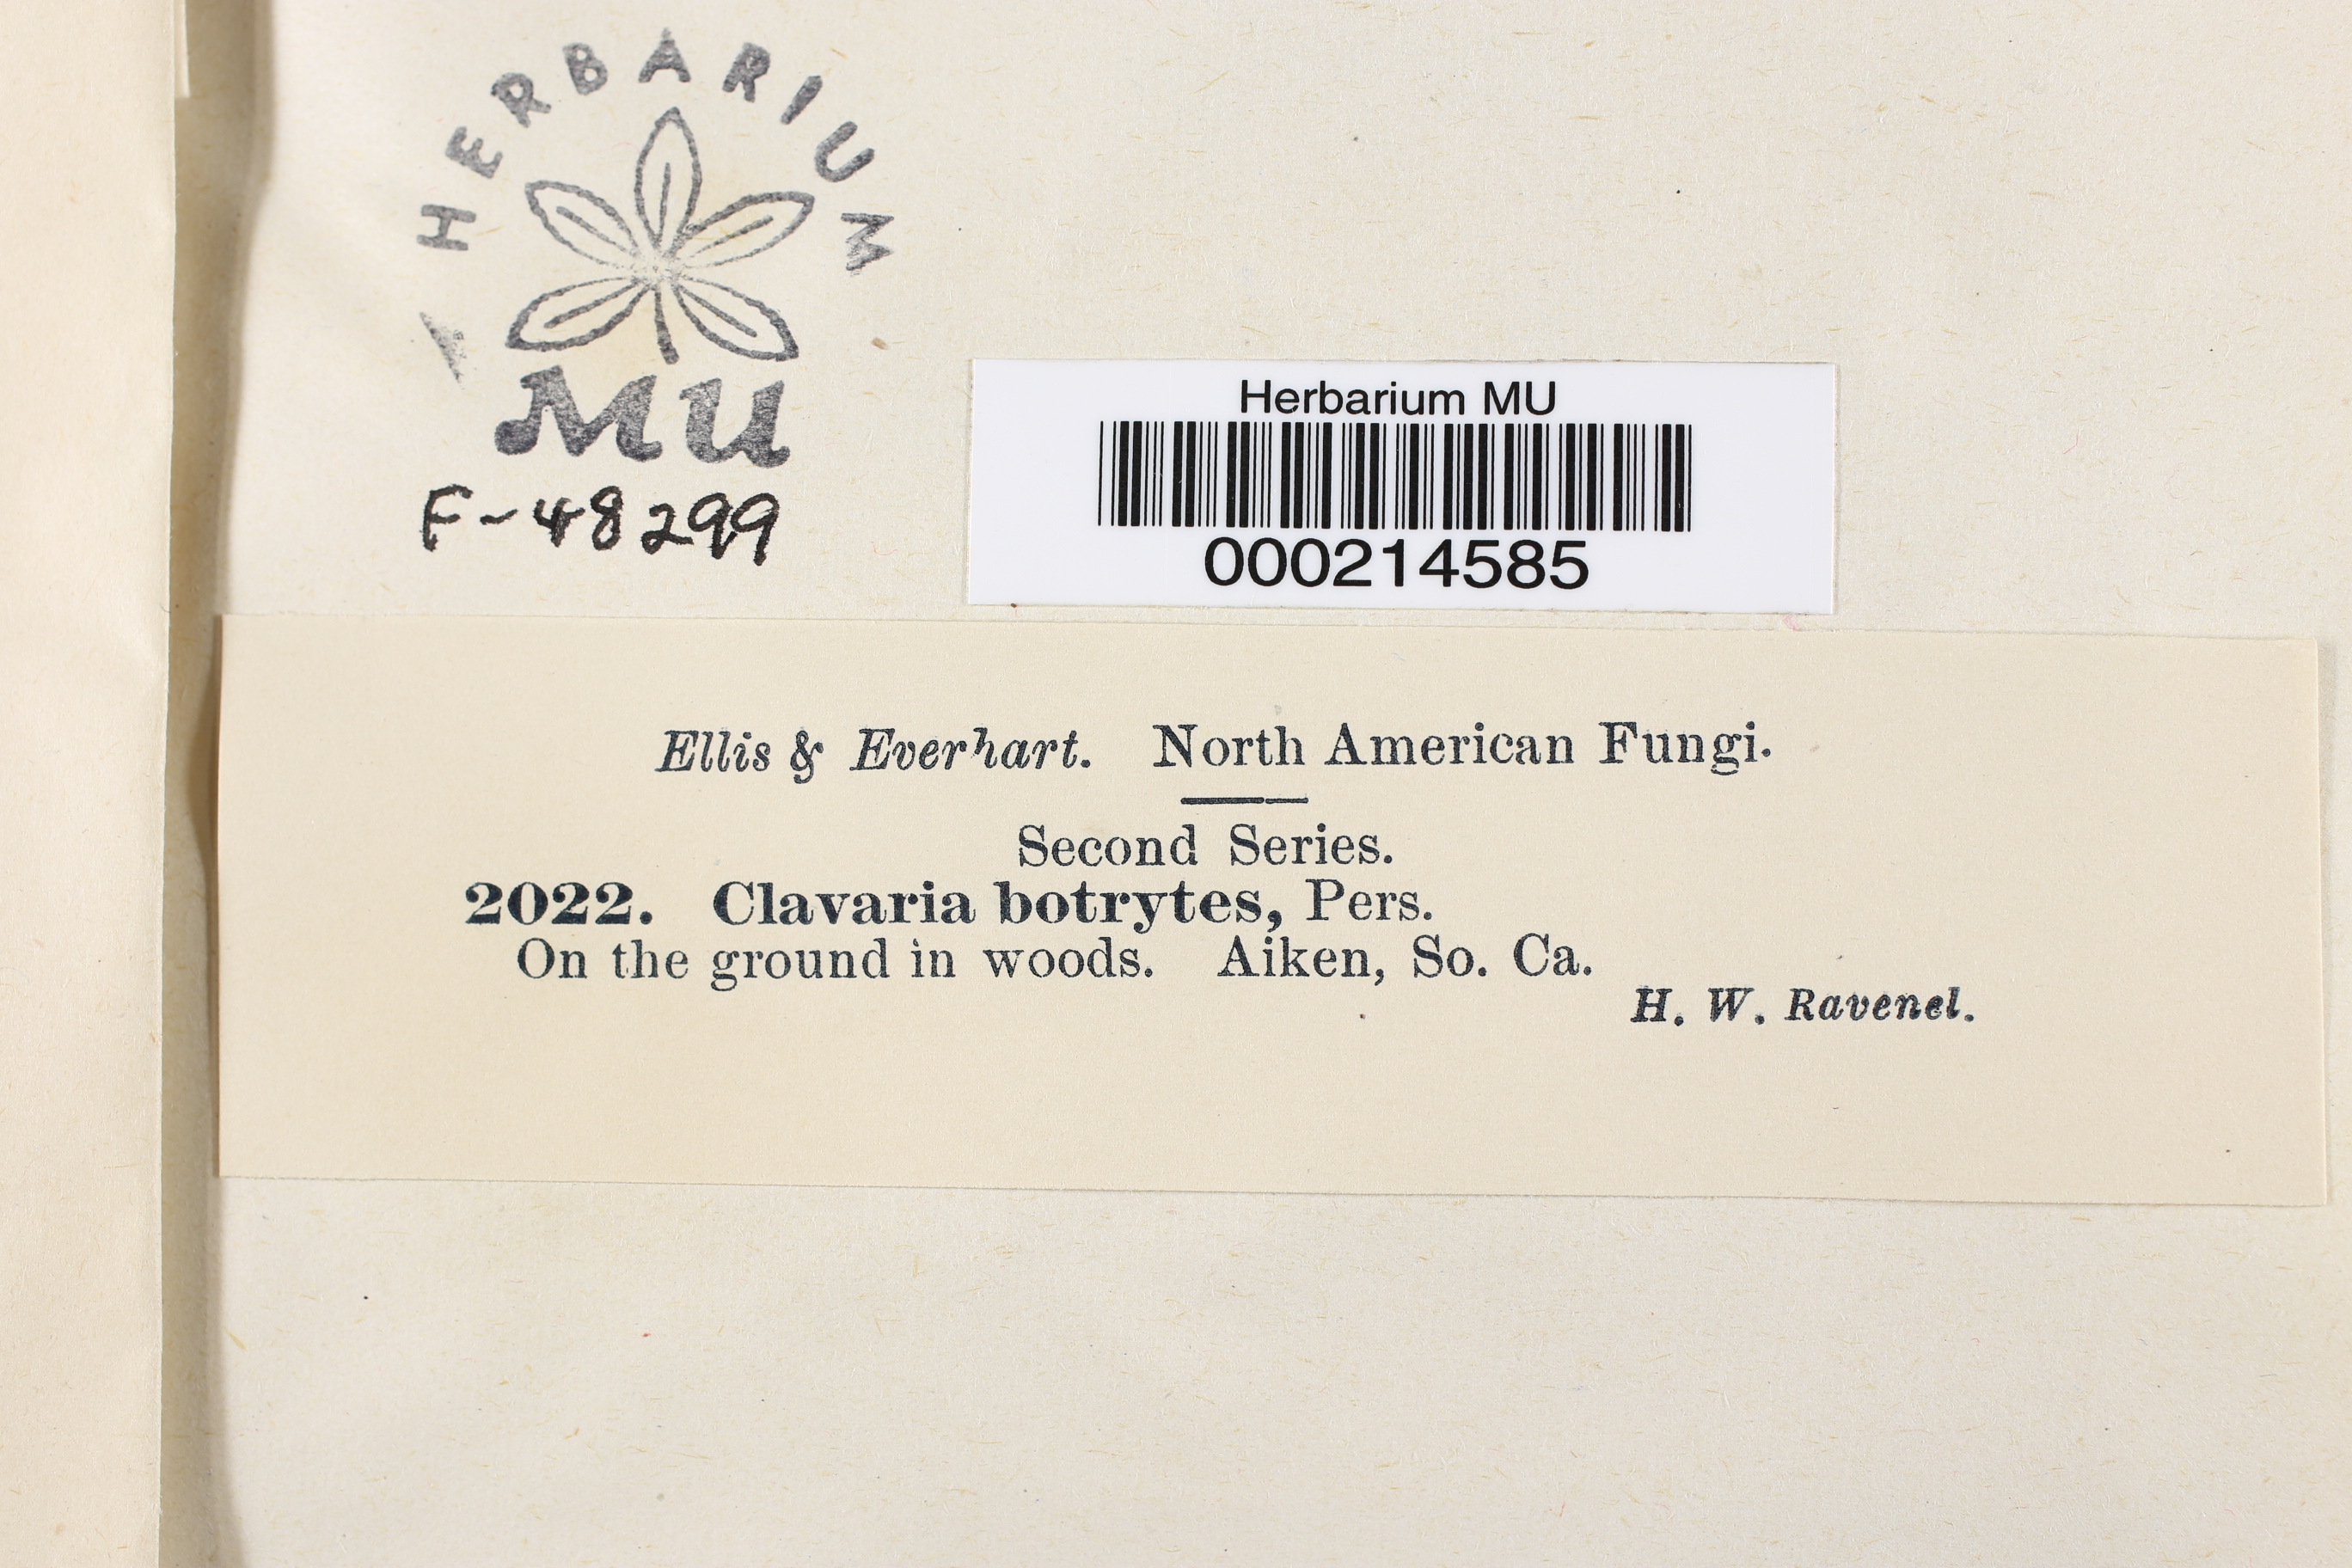 HERBARIUM
MU
F-48299
Herbarium MU
000214585
Ellis & Everhart. North American Fungi.
Second Series.
2022. Clavaria botrytes, Pers.
On the ground in woods. Aiken, So. Ca.
H. W. Ravenel.